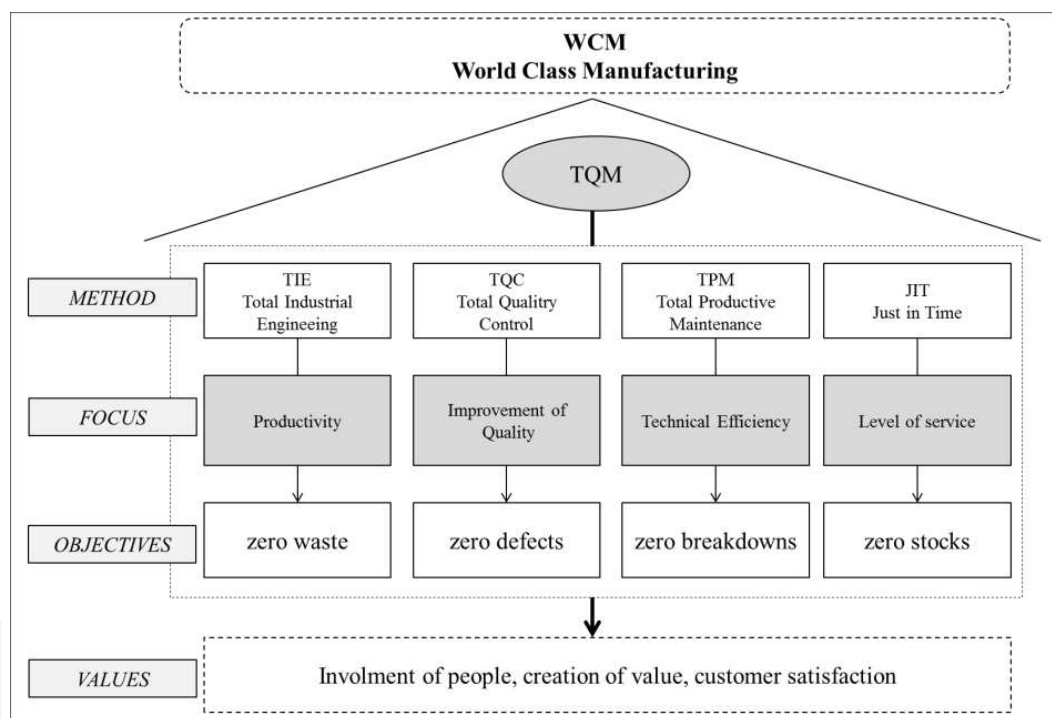 WCM
World Class Manufacturing
TQM
METHOD
TIE
Total Industrial
Engineeing
TQC
Total Qualitry
Control
TPM
Total Productive
Maintenance
JIT
Just in Time
FOCUS
Productivity
Improvement of
Quality
Technical Efficiency
Level of service
OBJECTIVES
zero waste
zero defects
zero breakdowns
zero stocks
VALUES
Involment of people, creation of value, customer satisfaction